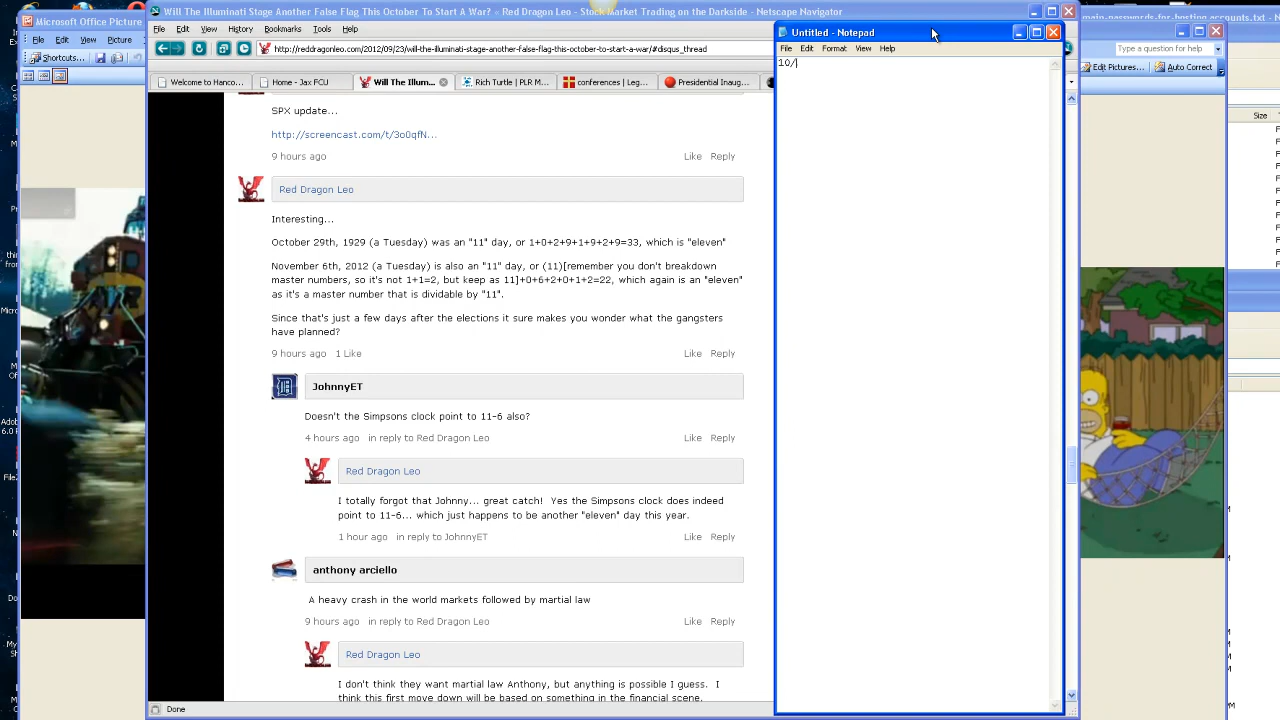 Will The Illuminati Stage Another False Flag This October To Start A War? « Red Dragon Leo - Stock Market Trading on the Darkside - Netscape Navigator
main-passwords-for-hosting-accounts.txt - N
Microsoft Office Picture
File Edit View Picture
Shortcuts...
File Edit View History Bookmarks
/10/23/will-the-illuminati-stage-another-false-flag-this-october-to-start-a-war/#disqus_thread
Welcome to Hanco... Home - Jax FCU Will The Illum... Rich Turtle PLR M... conferences | Leg... Presidential Inaug...
Untitled - Notepad
File Edit Format View Help
10/
Type a question for help
Edit Pictures... Auto Correct
Size
SPX update...
http://screencast.com/t/3o0qfN...
9 hours ago Like Reply
Red Dragon Leo
Interesting...
October 29th, 1929 (a Tuesday) was an "11" day, or 1+0+2+9+1+9+2+9=33, which is "eleven"
November 6th, 2012 (a Tuesday) is also an "11" day, or (11)[remember you don't breakdown
master numbers, so it's not 1+1=2, but keep as 11]+0+6+2+0+1+2=22, which again is an "eleven"
as it's a master number that is dividable by "11".
Since that's just a few days after the elections it sure makes you wonder what the gangsters
have planned?
9 hours ago 1 Like Like Reply
JohnnyET
Doesn't the Simpsons clock point to 11-6 also?
4 hours ago in reply to Red Dragon Leo Like Reply
Red Dragon Leo
I totally forgot that Johnny... great catch! Yes the Simpsons clock does indeed
point to 11-6... which just happens to be another "eleven" day this year.
1 hour ago in reply to JohnnyET Like Reply
anthony arciello
A heavy crash in the world markets followed by martial law
9 hours ago in reply to Red Dragon Leo Like Reply
Red Dragon Leo
I don't think they want martial law Anthony, but anything is possible I guess. I
think his first move then will be based on something in the financial scene.
Done